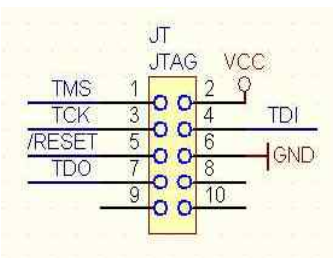 JT
JTAG
VCC
TMS 1 2
TCK 3 4 TDI
/RESET 5 6 GND
TDO 7 8
9 10